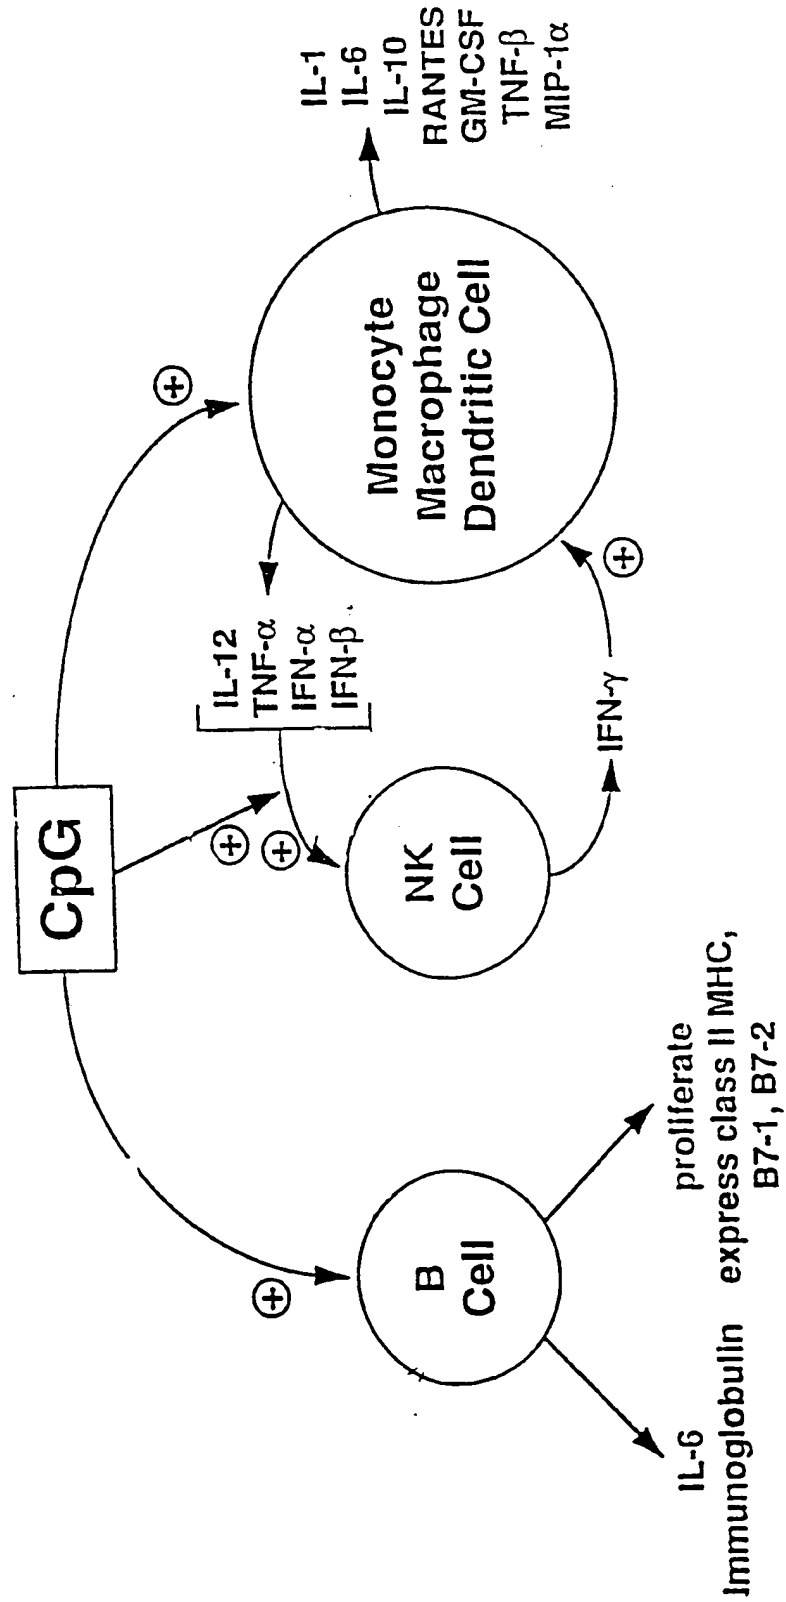 CpG
⊕
⊕
⊕
⊕
IL-12
TNF-α
IFN-α
IFN-β
IL-1
IL-6
IL-10
RANTES
GM-CSF
TNF-β
MIP-1α
B
Cell
NK
Cell
Monocyte
Macrophage
Dendritic Cell
IFN-γ
⊕
IL-6
Immunoglobulin
proliferate
express class II MHC,
B7-1, B7-2